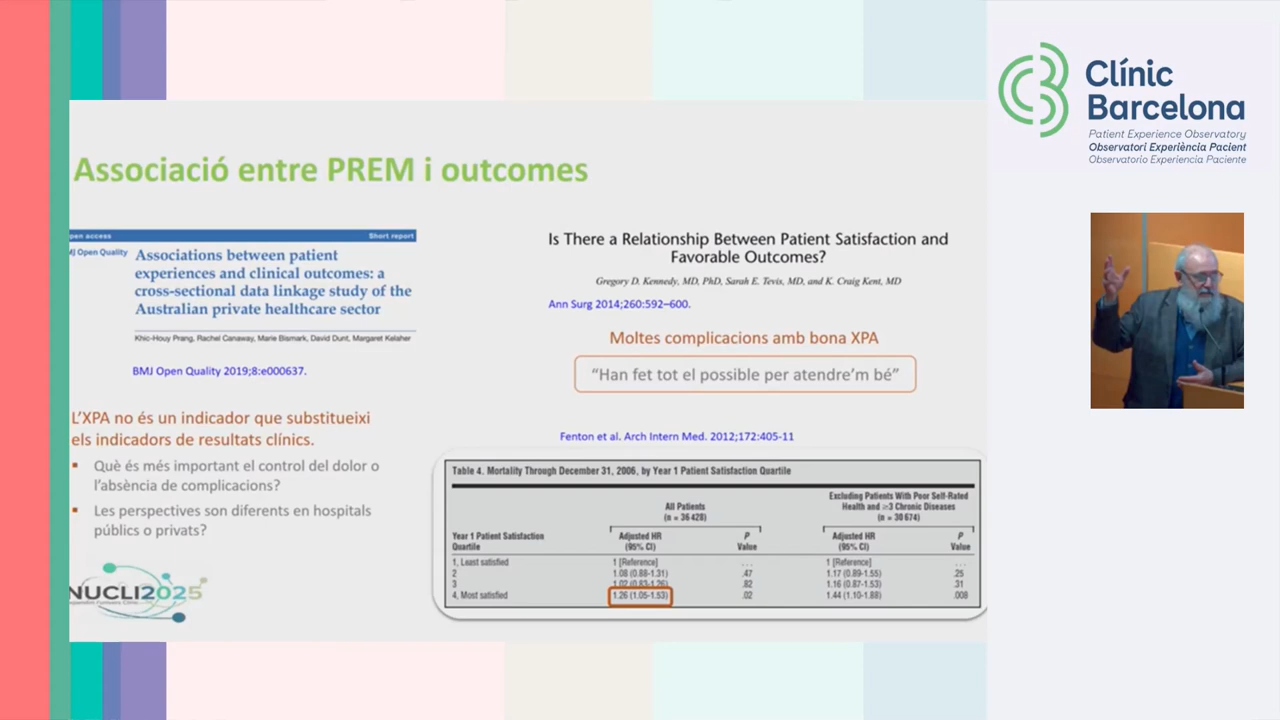 Clínic
Barcelona
Patient Experience Observatory
Observatori Experiència Pacient
Observatorio Experiencia Paciente
Associació entre PREM i outcomes
pen access
Short report
MJ Open Quality
Associations between patient
experiences and clinical outcomes: a
cross-sectional data linkage study of the
Australian private healthcare sector
Khic-Houy Prang, Rachel Canaway, Marie Bismark, David Dunt, Margaret Kelaher
BMJ Open Quality 2019;8:e000637.
L’XPA no és un indicador que substitueixi
els indicadors de resultats clínics.
▪ Què és més important el control del dolor o
l’absència de complicacions?
▪ Les perspectives son diferents en hospitals
públics o privats?
NUCLI2025
Is There a Relationship Between Patient Satisfaction and
Favorable Outcomes?
Gregory D. Kennedy, MD, PhD, Sarah E. Tevis, MD, and K. Craig Kent, MD
Ann Surg 2014;260:592–600.
Moltes complicacions amb bona XPA
“Han fet tot el possible per atendre’m bé”
Fenton et al. Arch Intern Med. 2012;172:405-11
Table 4. Mortality Through December 31, 2006, by Year 1 Patient Satisfaction Quartile
All Patients
(n = 36 428)
Excluding Patients With Poor Self-Rated
Health and ≥3 Chronic Diseases
(n = 30 674)
Year 1 Patient Satisfaction
Quartile
Adjusted HR
(95% CI)
P
Value
Adjusted HR
(95% CI)
P
Value
1, Least satisfied 1 [Reference] . . . 1 [Reference] . . .
2 1.08 (0.88-1.31) .47 1.17 (0.89-1.55) .25
3 1.02 (0.83-1.26) .82 1.16 (0.87-1.53) .31
4, Most satisfied 1.26 (1.05-1.53) .02 1.44 (1.10-1.88) .008